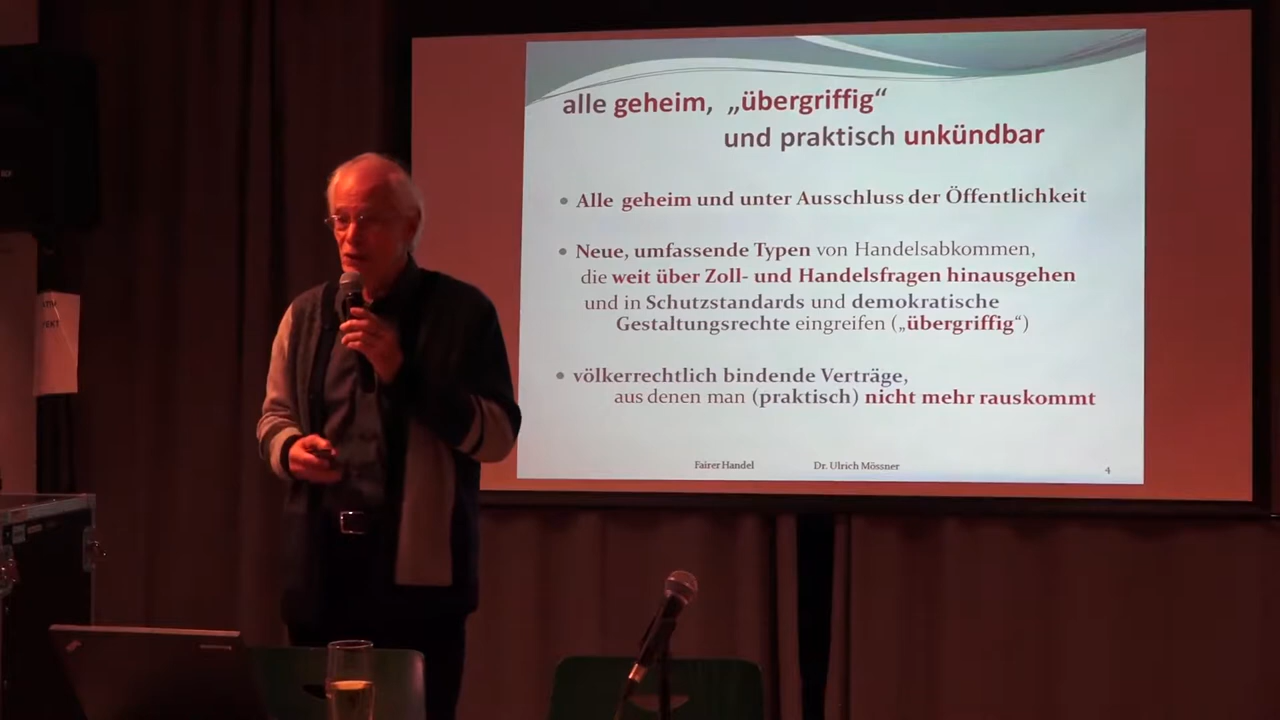 alle geheim, „übergriffig“
und praktisch unkündbar
• Alle geheim und unter Ausschluss der Öffentlichkeit
• Neue, umfassende Typen von Handelsabkommen,
die weit über Zoll- und Handelsfragen hinausgehen
und in Schutzstandards und demokratische
Gestaltungsrechte eingreifen („übergriffig“)
• völkerrechtlich bindende Verträge,
aus denen man (praktisch) nicht mehr rauskommt
Fairer Handel Dr. Ulrich Mössner 4